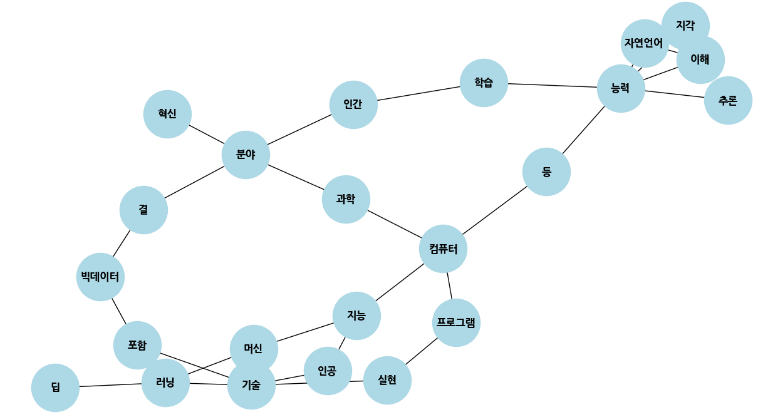 지각
자연언어
이해
학습
능력
추론
인간
혁신
분야
등
과학
결
컴퓨터
빅데이터
지능
프로그램
포함
머신
인공
실현
러닝
기술
딥